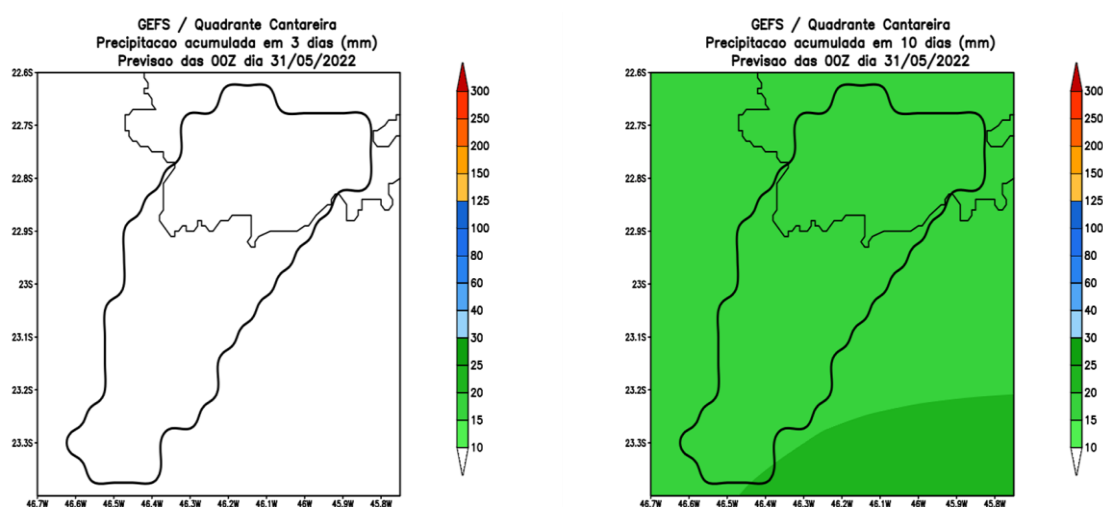 GEFS / Quadrante Cantareira
Precipitacao acumulada em 3 dias (mm)
Previsao das 00Z dia 31/05/2022
22.6S
22.7S
22.8S
22.9S
23S
23.1S
23.2S
23.3S
46.7W 46.6W 46.5W 46.4W 46.3W 46.2W 46.1W 46W 45.9W 45.8W
300
250
200
150
125
100
80
60
40
30
25
20
15
10
GEFS / Quadrante Cantareira
Precipitacao acumulada em 10 dias (mm)
Previsao das 00Z dia 31/05/2022
22.6S
22.7S
22.8S
22.9S
23S
23.1S
23.2S
23.3S
46.7W 46.6W 46.5W 46.4W 46.3W 46.2W 46.1W 46W 45.9W 45.8W
300
250
200
150
125
100
80
60
40
30
25
20
15
10